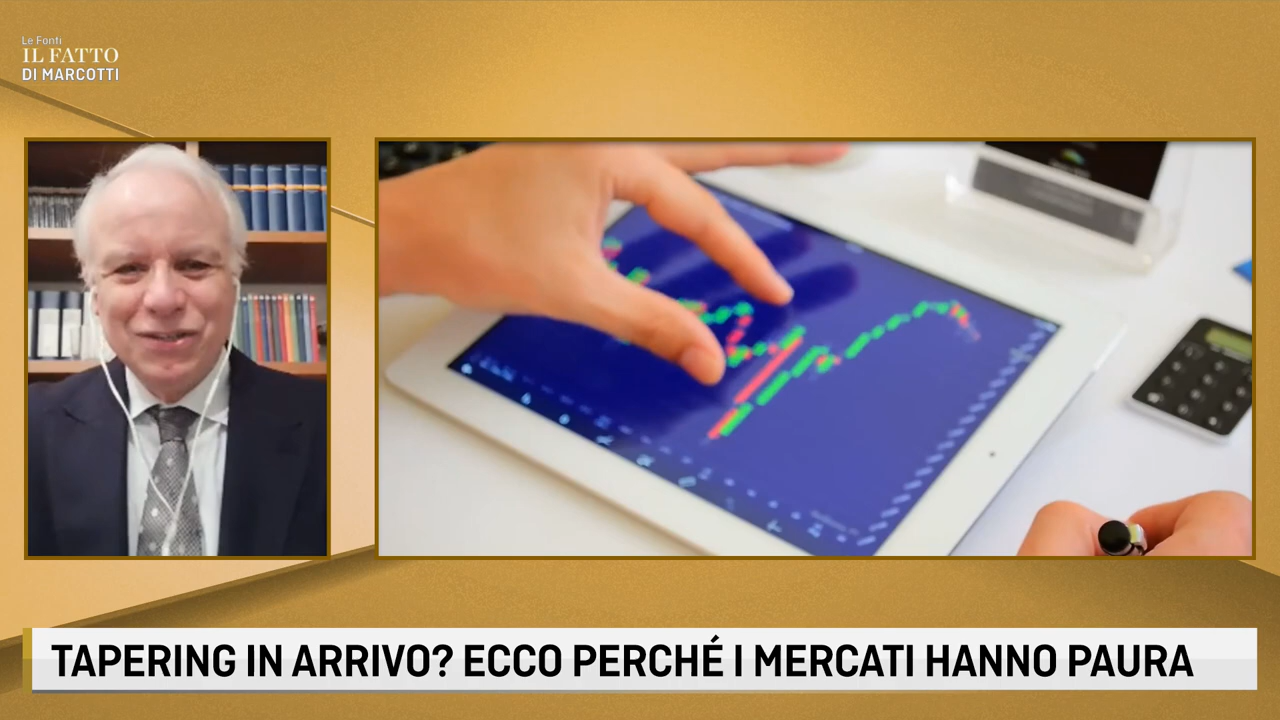 Le Fonti
IL FATTO
DI MARCOTTI
TAPERING IN ARRIVO? ECCO PERCHÉ I MERCATI HANNO PAURA